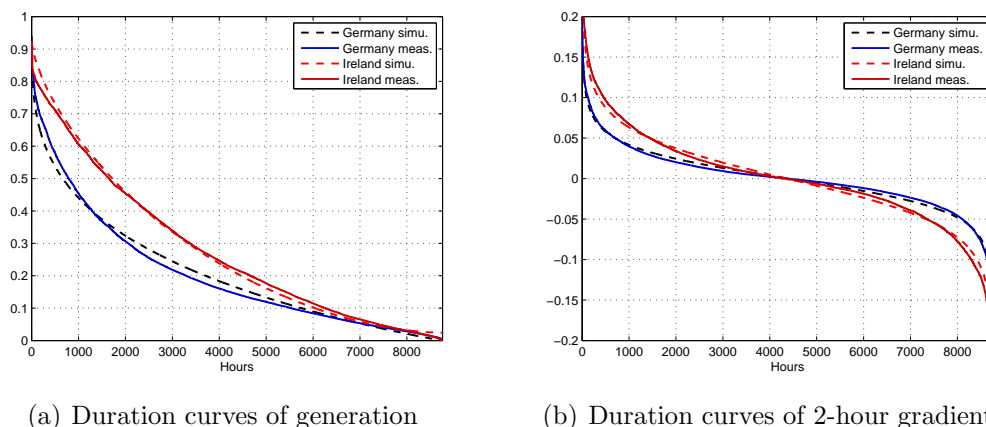 1
0.9
0.8
0.7
0.6
0.5
0.4
0.3
0.2
0.1
0
0 1000 2000 3000 4000 5000 6000 7000 8000
Hours
Germany simu.
Germany meas.
Ireland simu.
Ireland meas.
(a) Duration curves of generation
0.2
0.15
0.1
0.05
0
−0.05
−0.1
−0.15
−0.2
0 1000 2000 3000 4000 5000 6000 7000 8000
Hours
Germany simu.
Germany meas.
Ireland simu.
Ireland meas.
(b) Duration curves of 2-hour gradient